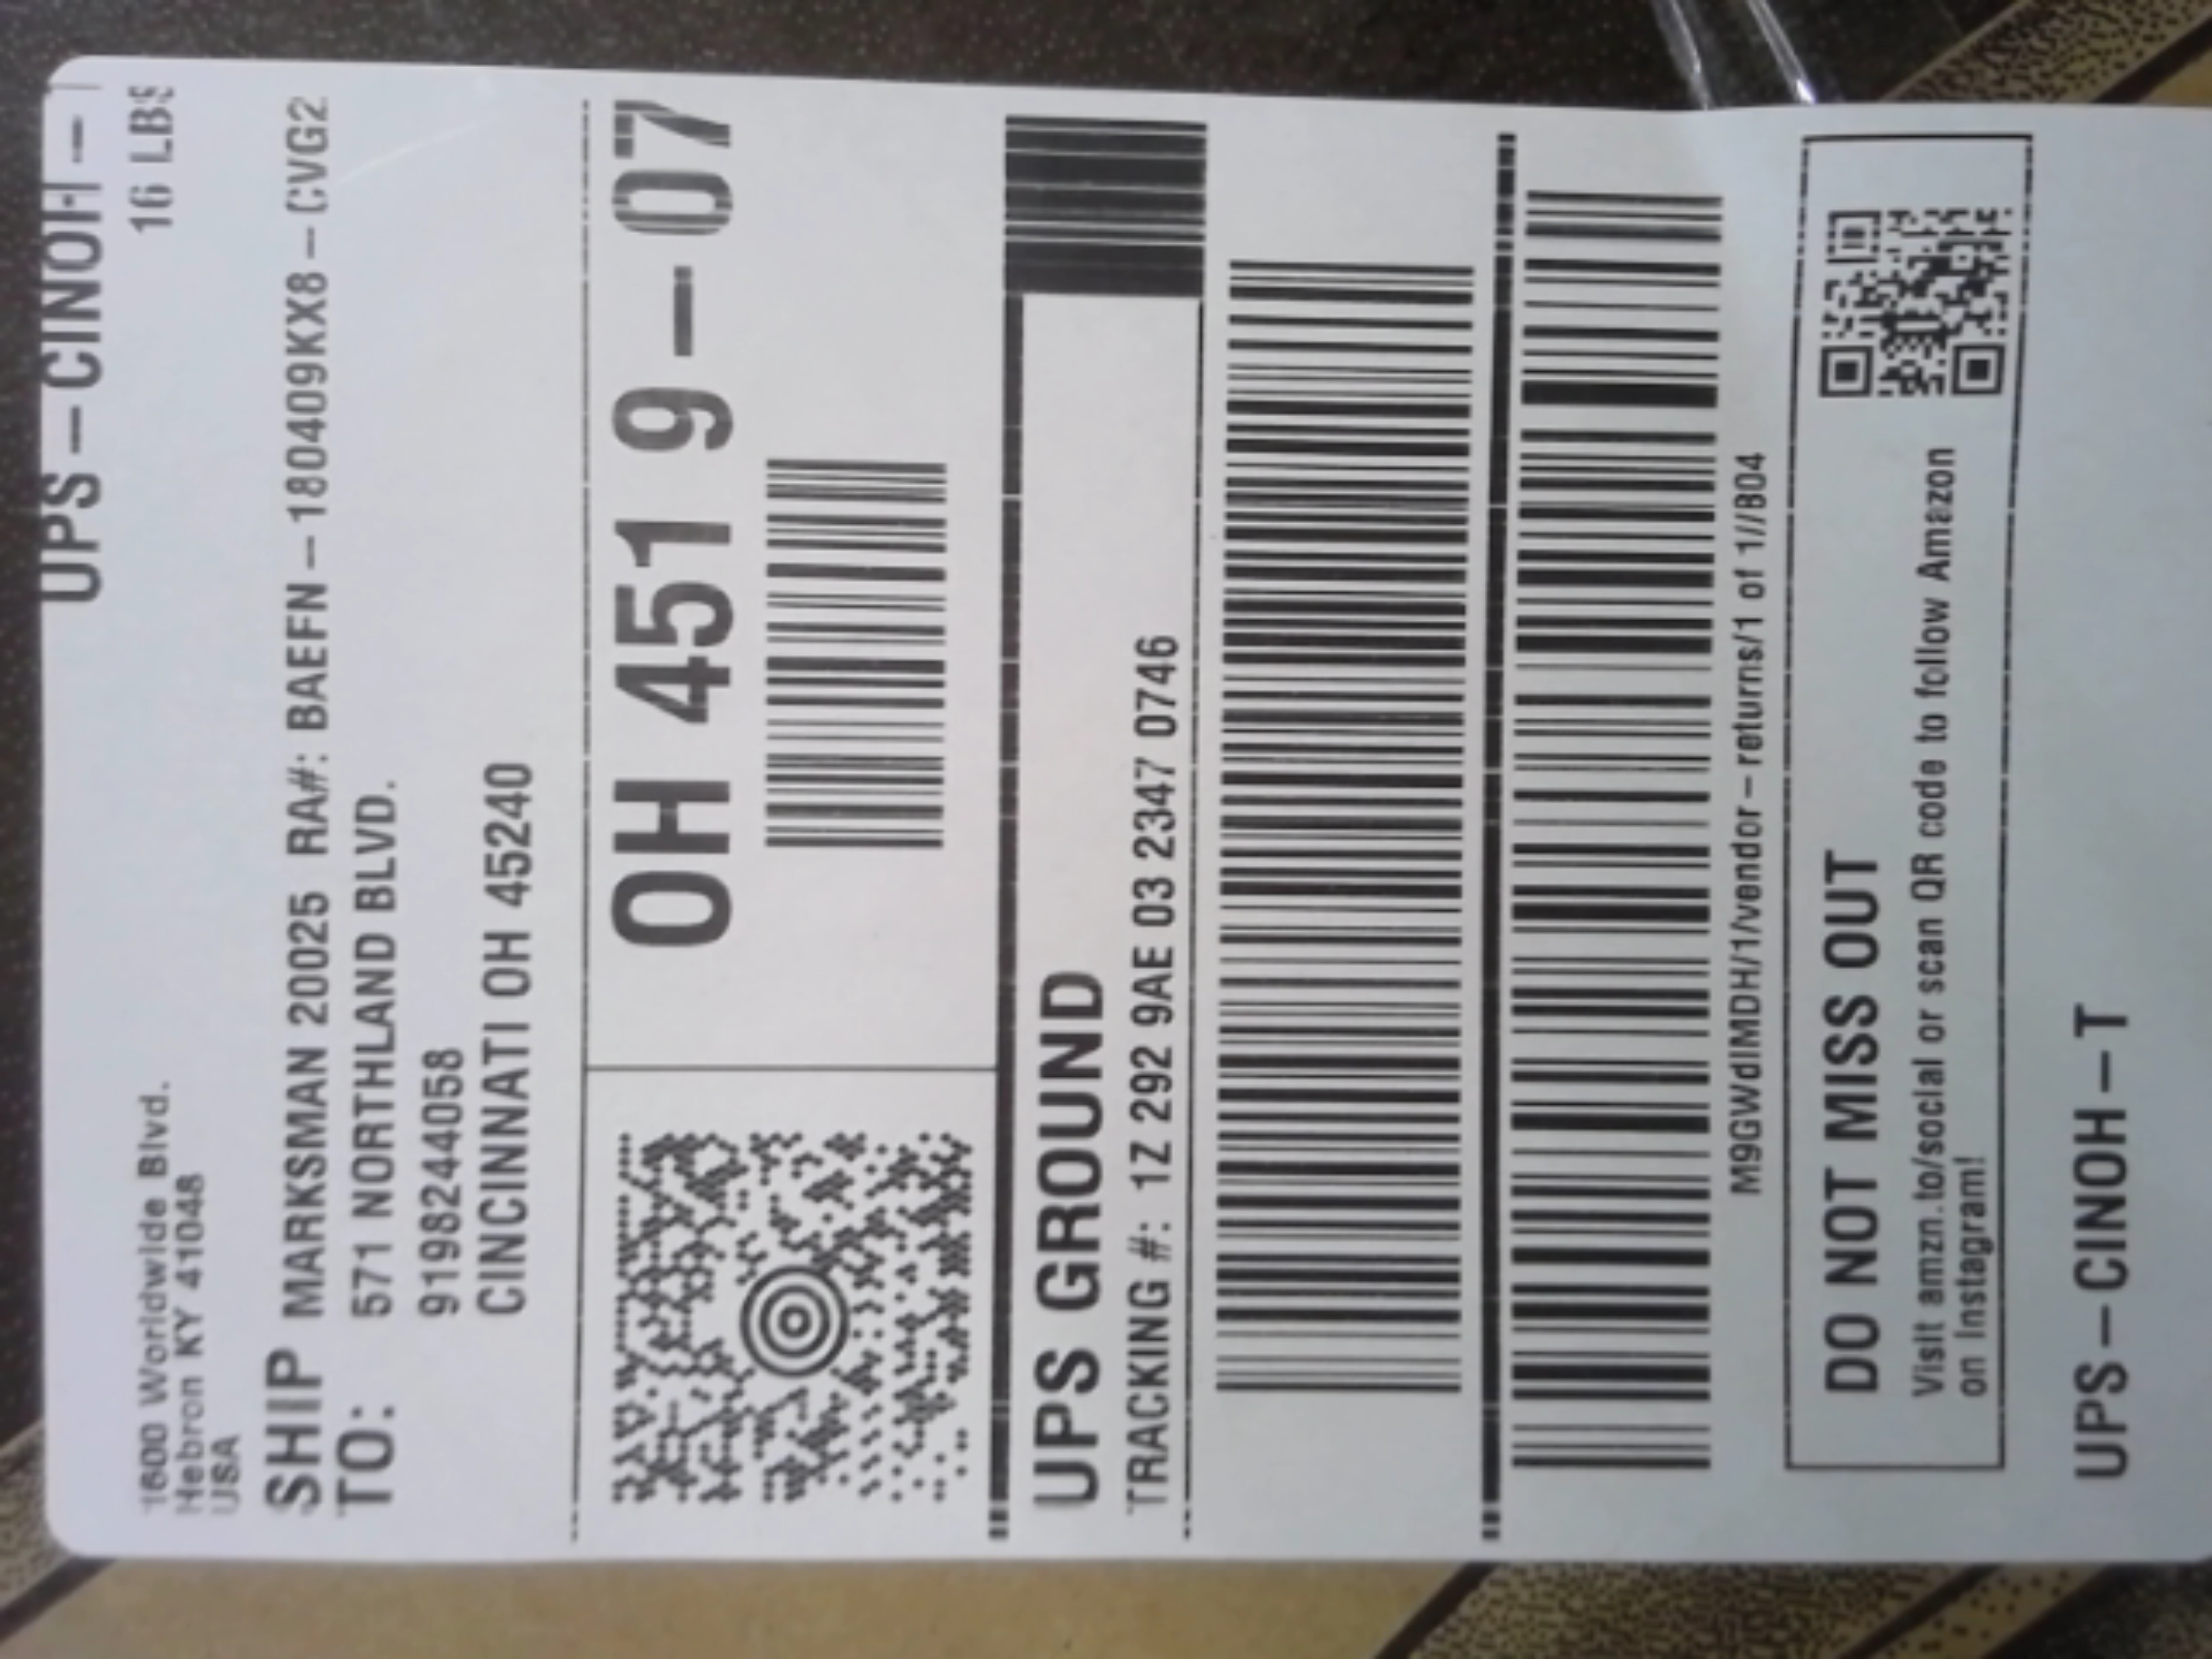 UPS-CINOH-
16 LBS
1600 Worldwide Blvd.
Hebron KY 41048
USA
SHIP TO: MARKSMAN 20025 RA#: BAEFN-180409KX8-CVG2
571 NORTHLAND BLVD.
9198244058
CINCINNATI OH 45240
OH 451 9-07
UPS GROUND
TRACKING #: 1Z 292 9AE 03 2347 0746
M9GWdIMDH/1/vendor-returns/1 of 1//B04
DO NOT MISS OUT
Visit amzn.to/social or scan QR code to follow Amazon
on Instagram!
UPS-CINOH-T